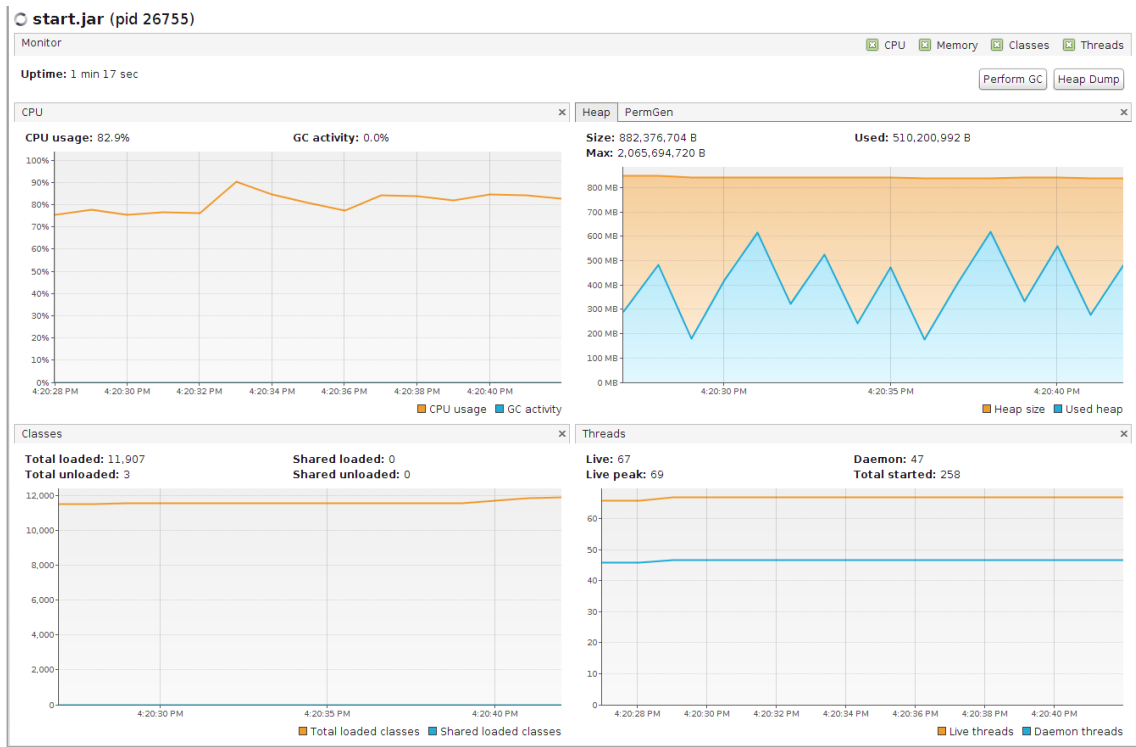 start.jar (pid 26755)
Monitor
CPU Memory Classes Threads
Uptime: 1 min 17 sec
Perform GC Heap Dump
CPU
CPU usage: 82.9% GC activity: 0.0%
100%
90%
80%
70%
60%
50%
40%
30%
20%
10%
0%
4:20:28 PM 4:20:30 PM 4:20:32 PM 4:20:34 PM 4:20:36 PM 4:20:38 PM 4:20:40 PM
CPU usage GC activity
Heap PermGen
Size: 882,376,704 B Used: 510,200,992 B
Max: 2,065,694,720 B
800 MB
700 MB
600 MB
500 MB
400 MB
300 MB
200 MB
100 MB
0 MB
4:20:30 PM 4:20:35 PM 4:20:40 PM
Heap size Used heap
Classes
Total loaded: 11,907 Shared loaded: 0
Total unloaded: 3 Shared unloaded: 0
12,000
10,000
8,000
6,000
4,000
2,000
0
4:20:30 PM 4:20:35 PM 4:20:40 PM
Total loaded classes Shared loaded classes
Threads
Live: 67 Daemon: 47
Live peak: 69 Total started: 258
60
50
40
30
20
10
0
4:20:28 PM 4:20:30 PM 4:20:32 PM 4:20:34 PM 4:20:36 PM 4:20:38 PM 4:20:40 PM
Live threads Daemon threads